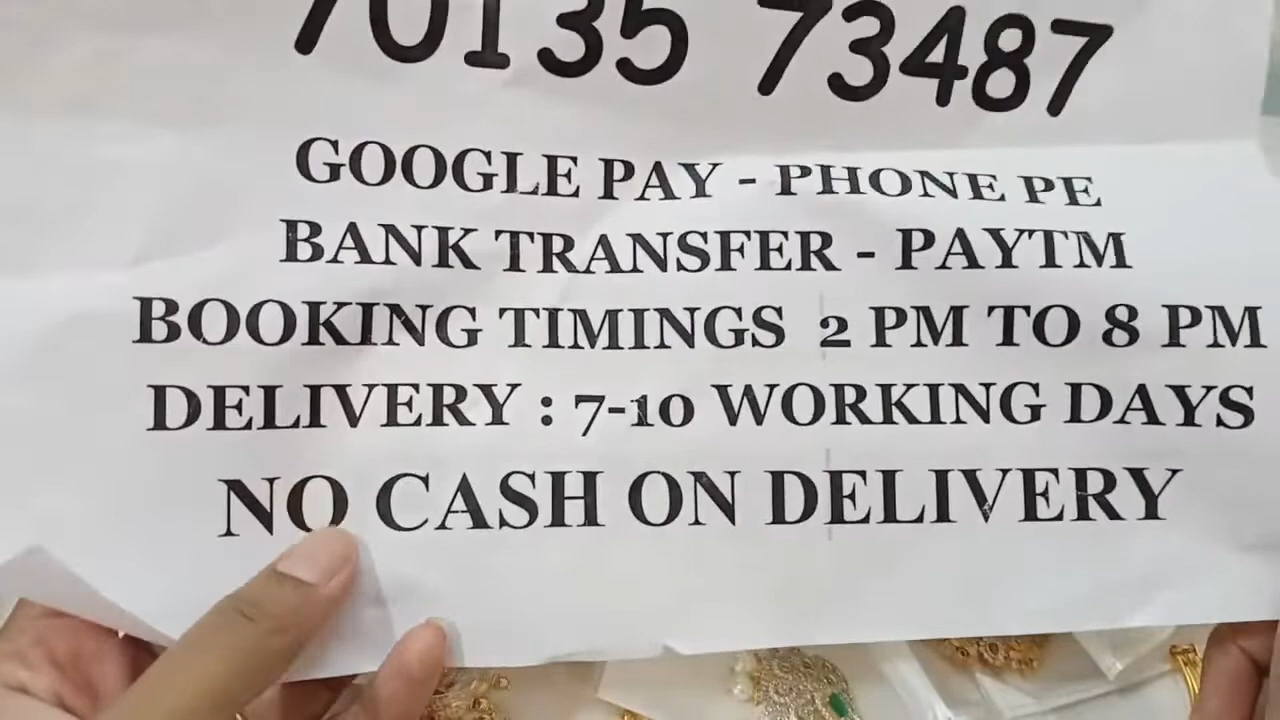 70135 73487
GOOGLE PAY - PHONE PE
BANK TRANSFER - PAYTM
BOOKING TIMINGS 2 PM TO 8 PM
DELIVERY : 7-10 WORKING DAYS
NO CASH ON DELIVERY